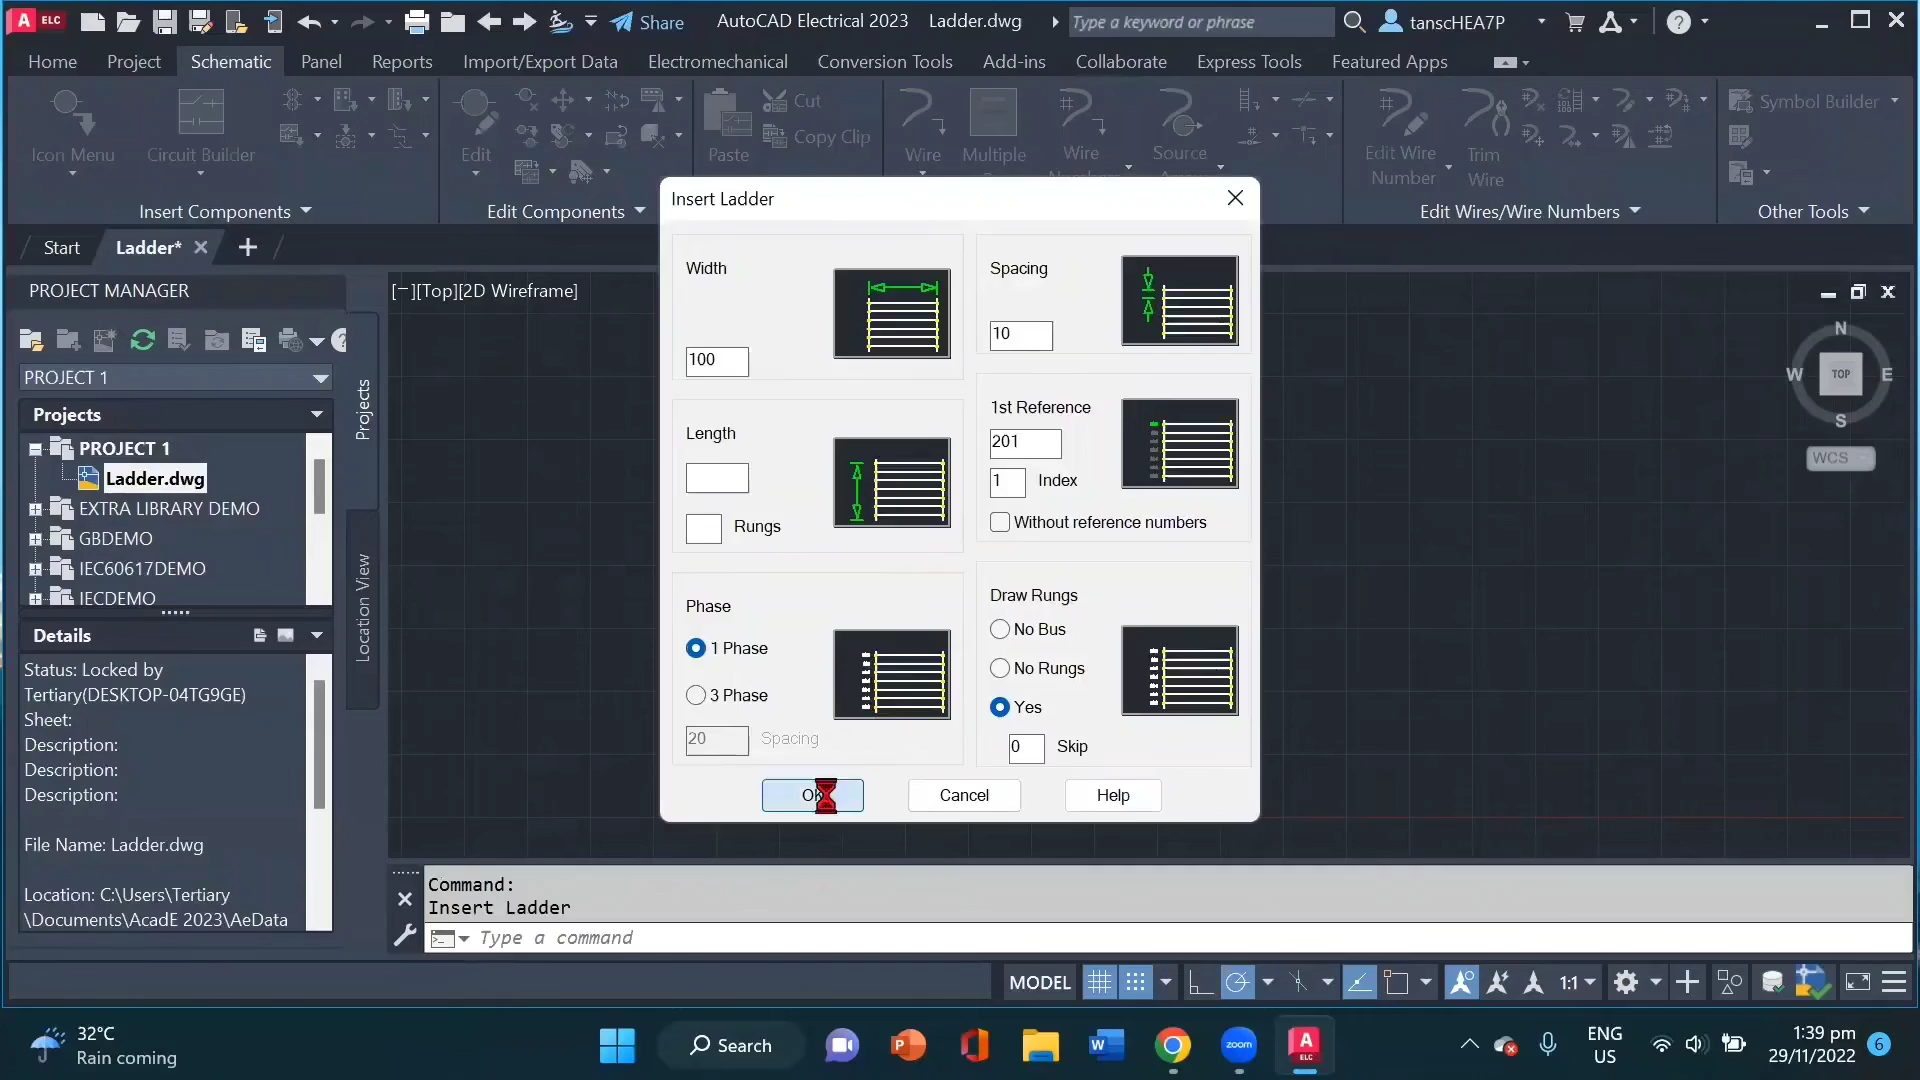 A ELC
Share
AutoCAD Electrical 2023 Ladder.dwg
Type a keyword or phrase
tanscHEA7P
Home Project Schematic Panel Reports Import/Export Data Electromechanical Conversion Tools Add-ins Collaborate Express Tools Featured Apps
Icon Menu
Circuit Builder
Edit
Paste
Cut
Copy Clip
Wire
Multiple
Wire
Source
Edit Wire
Number
Trim
Wire
Symbol Builder
Insert Components
Edit Components
Edit Wires/Wire Numbers
Other Tools
Start
Ladder*
PROJECT MANAGER
PROJECT 1
Projects
PROJECT 1
Ladder.dwg
EXTRA LIBRARY DEMO
GBDEMO
IEC60617DEMO
IECDEMO
Projects
Location View
Details
Status: Locked by
Tertiary(DESKTOP-04TG9GE)
Sheet:
Description:
Description:
Description:
File Name: Ladder.dwg
Location: C:\Users\Tertiary
\Documents\AcadE 2023\AeData
[−][Top][2D Wireframe]
N
W TOP E
S
WCS
Insert Ladder
Width
100
Spacing
10
Length
Rungs
1st Reference
201
1 Index
Without reference numbers
Phase
1 Phase
3 Phase
20 Spacing
Draw Rungs
No Bus
No Rungs
Yes
0 Skip
OK
Cancel
Help
Command:
Insert Ladder
Type a command
MODEL
1:1
32°C
Rain coming
Search
zoom
A ELC
ENG
US
1:39 pm
29/11/2022
6